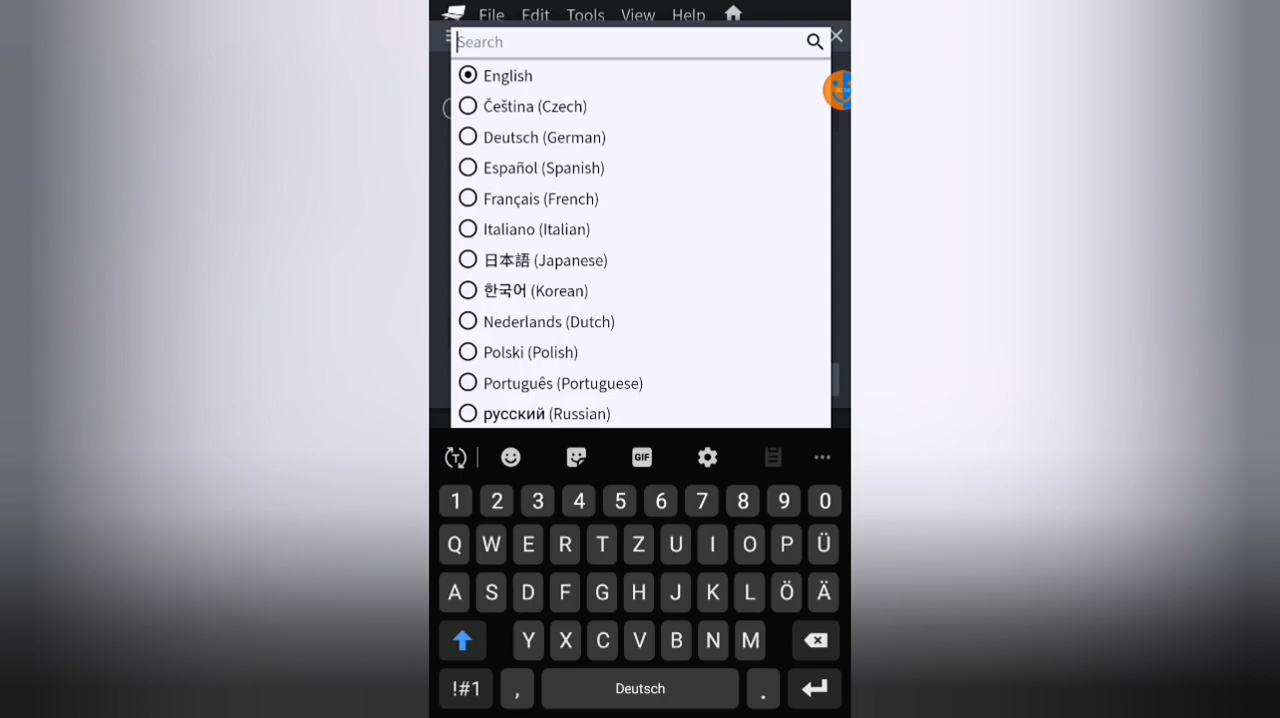 File Edit Tools View Help
Search
English
Čeština (Czech)
Deutsch (German)
Español (Spanish)
Français (French)
Italiano (Italian)
日本語 (Japanese)
한국어 (Korean)
Nederlands (Dutch)
Polski (Polish)
Português (Portuguese)
русский (Russian)
T GIF
1 2 3 4 5 6 7 8 9 0
Q W E R T Z U I O P Ü
A S D F G H J K L Ö Ä
Y X C V B N M
!#1 , Deutsch .